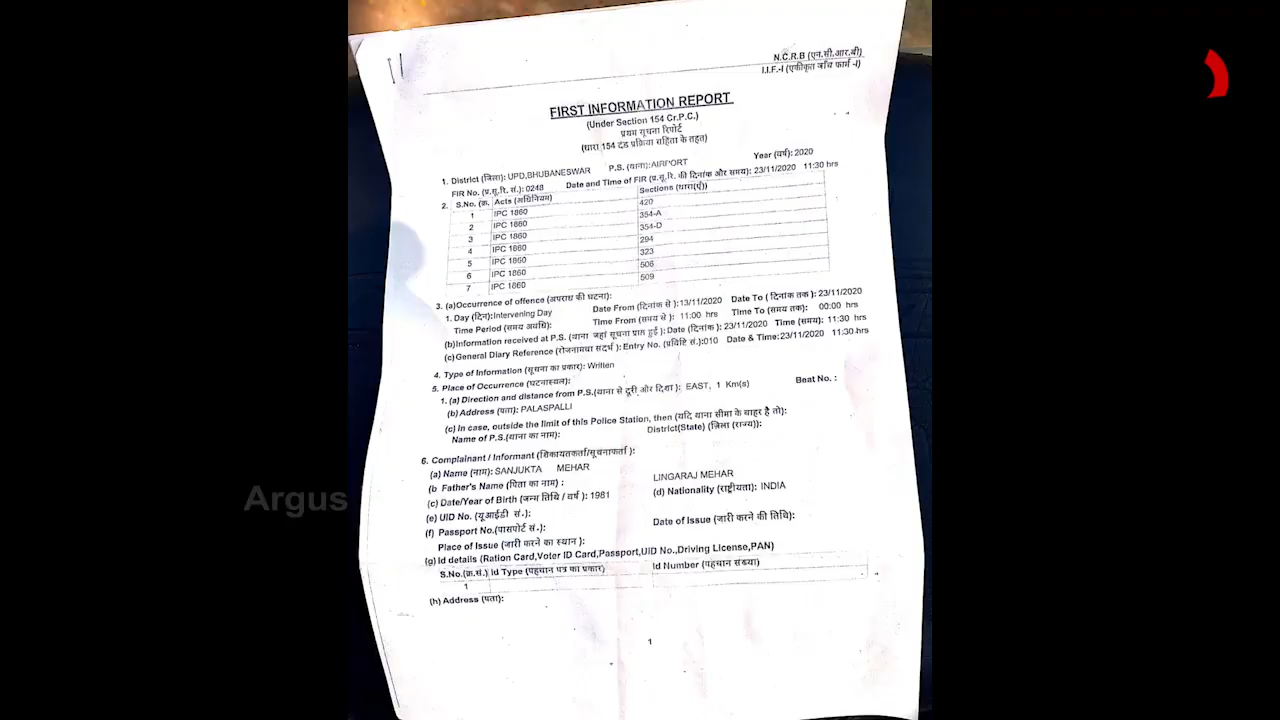 N.C.R.B (एन.सी.आर.बी)
I.I.F.-I (एकीकृत जाँच फार्म -I)
FIRST INFORMATION REPORT
(Under Section 154 Cr.P.C.)
प्रथम सूचना रिपोर्ट
(धारा 154 दंड प्रक्रिया संहिता के तहत)
1. District (जिला): UPD,BHUBANESWAR P.S. (थाना): AIRPORT Year (वर्ष): 2020
FIR No. (प्र.सू.रि. सं.): 0248 Date and Time of FIR (प्र.सू.रि. की दिनांक और समय): 23/11/2020 11:30 hrs
2. S.No. (क्र. Acts (अधिनियम) Sections (धारा(एँ))
1 IPC 1860 420
2 IPC 1860 354-A
3 IPC 1860 354-D
4 IPC 1860 294
5 IPC 1860 323
6 IPC 1860 506
7 IPC 1860 509
3. (a)Occurrence of offence (अपराध की घटना):
1. Day (दिन):Intervening Day Date From (दिनांक से ): 13/11/2020 Date To ( दिनांक तक ): 23/11/2020
Time Period (समय अवधि): Time From (समय से ): 11:00 hrs Time To (समय तक): 00:00 hrs
(b)Information received at P.S. (थाना जहां सूचना प्राप्त हुई ): Date (दिनांक ): 23/11/2020 Time (समय): 11:30 hrs
(c) General Diary Reference (रोजनामचा संदर्भ ): Entry No. (प्रविष्टि सं.):010 Date & Time:23/11/2020 11:30 hrs
4. Type of Information (सूचना का प्रकार): Written
5. Place of Occurrence (घटनास्थल):
1. (a) Direction and distance from P.S.(थाना से दूरी और दिशा ): EAST, 1 Km(s) Beat No. :
(b) Address (पता): PALASPALLI
(c) In case, outside the limit of this Police Station, then (यदि थाना सीमा के बाहर है तो):
Name of P.S.(थाना का नाम): District(State) (ज़िला (राज्य)):
6. Complainant / Informant (शिकायतकर्ता/सूचनाकर्ता ):
(a) Name (नाम): SANJUKTA MEHAR
(b Father's Name (पिता का नाम) : LINGARAJ MEHAR
(c) Date/Year of Birth (जन्म तिथि / वर्ष ): 1981 (d) Nationality (राष्ट्रीयता): INDIA
(e) UID No. (यूआईडी सं.):
(f) Passport No.(पासपोर्ट सं.): Date of Issue (जारी करने की तिथि):
Place of Issue (जारी करने का स्थान ):
(g) Id details (Ration Card,Voter ID Card,Passport,UID No.,Driving License,PAN)
S.No.(क्र.सं.) Id Type (पहचान पत्र का प्रकार) Id Number (पहचान संख्या)
1
(h) Address (पता):
1
Argus